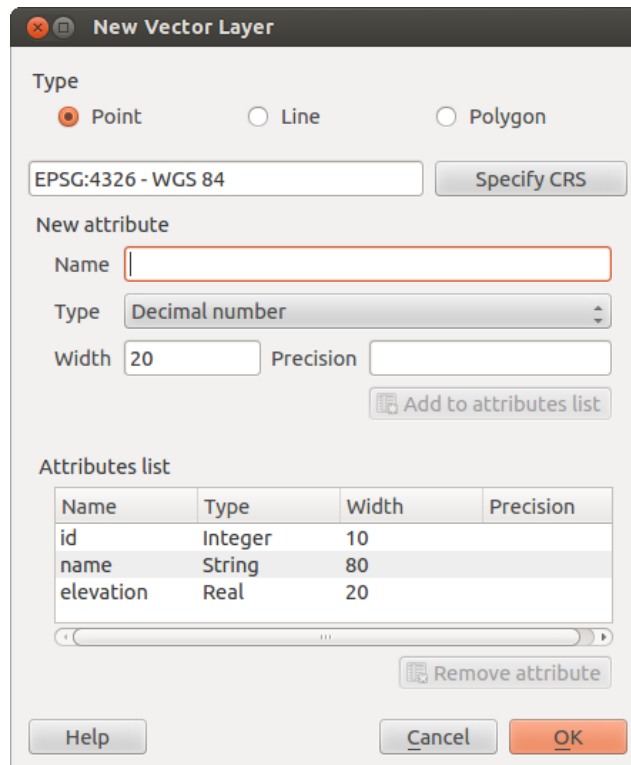 New Vector Layer
Type
Point Line Polygon
EPSG:4326 - WGS 84 Specify CRS
New attribute
Name
Type Decimal number
Width 20 Precision
Add to attributes list
Attributes list
Name Type Width Precision
id Integer 10
name String 80
elevation Real 20
Remove attribute
Help Cancel OK